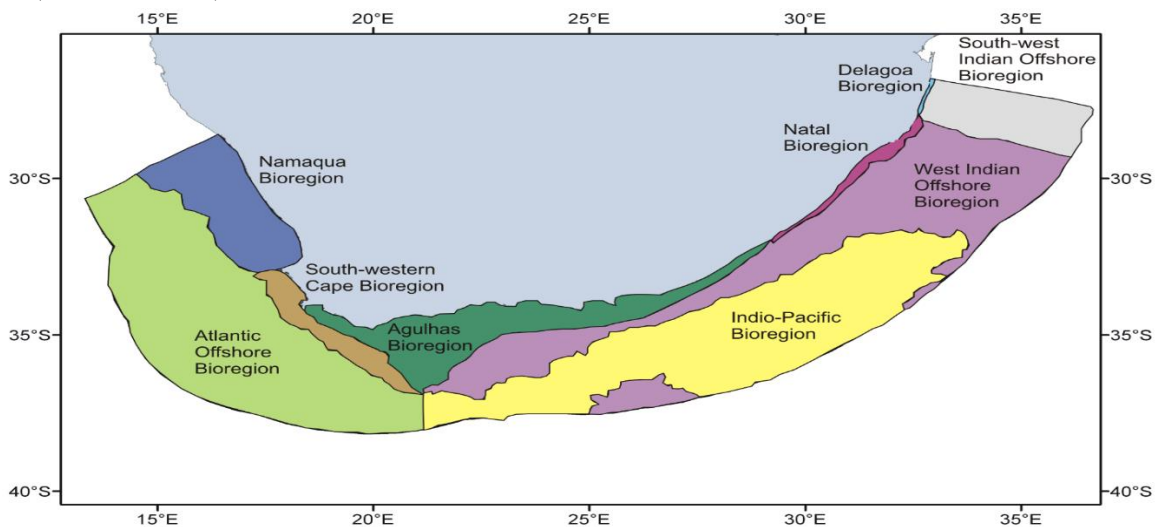 15°E 20°E 25°E 30°E 35°E
South-west
Indian Offshore
Bioregion
Delagoa
Bioregion
Natal
Bioregion
Namaqua
Bioregion
30°S
30°S
West Indian
Offshore
Bioregion
South-western
Cape Bioregion
Indio-Pacific
Bioregion
Agulhas
Bioregion
Atlantic
Offshore
Bioregion
35°S
35°S
40°S
40°S
15°E 20°E 25°E 30°E 35°E